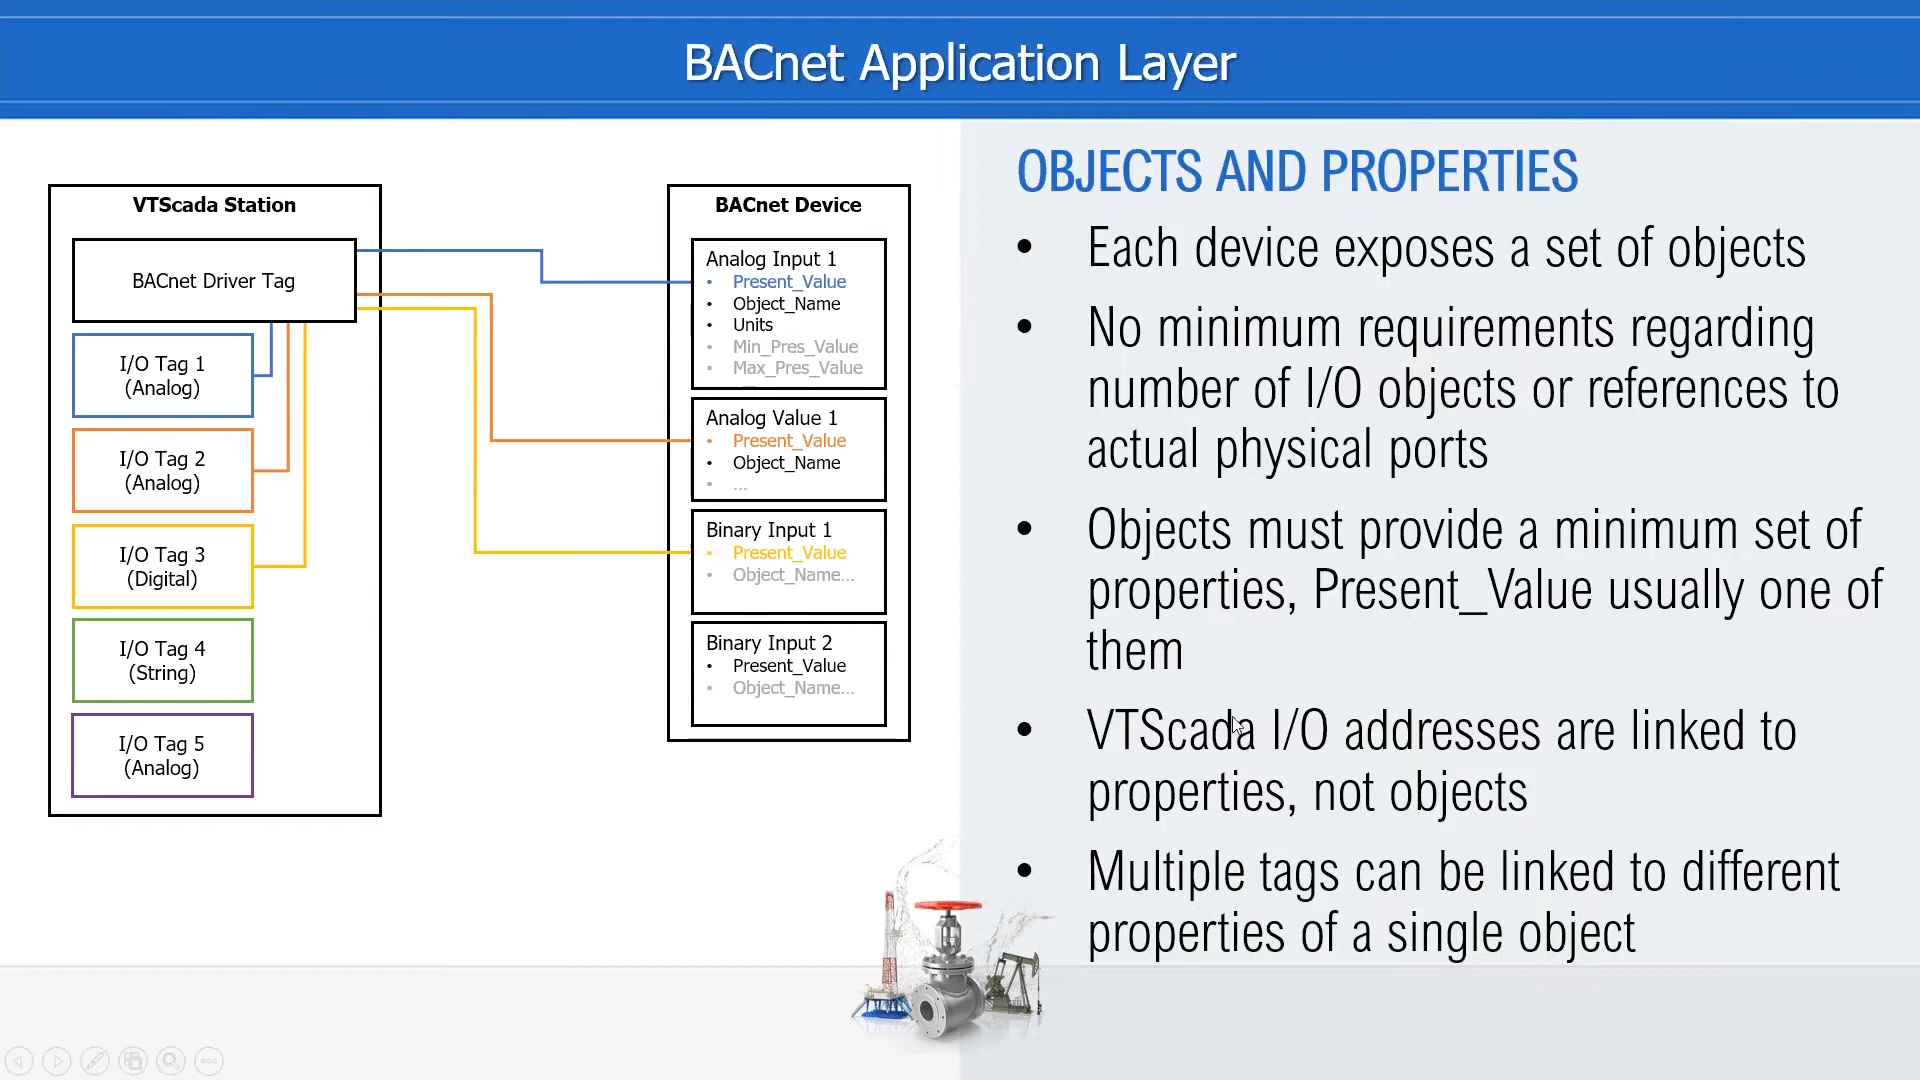 BACnet Application Layer
VTScada Station
BACnet Driver Tag
I/O Tag 1
(Analog)
I/O Tag 2
(Analog)
I/O Tag 3
(Digital)
I/O Tag 4
(String)
I/O Tag 5
(Analog)
BACnet Device
Analog Input 1
• Present_Value
• Object_Name
• Units
• Min_Pres_Value
• Max_Pres_Value
Analog Value 1
• Present_Value
• Object_Name
• ...
Binary Input 1
• Present_Value
• Object_Name...
Binary Input 2
• Present_Value
• Object_Name...
OBJECTS AND PROPERTIES
• Each device exposes a set of objects
• No minimum requirements regarding
number of I/O objects or references to
actual physical ports
• Objects must provide a minimum set of
properties, Present_Value usually one of
them
• VTScada I/O addresses are linked to
properties, not objects
• Multiple tags can be linked to different
properties of a single object